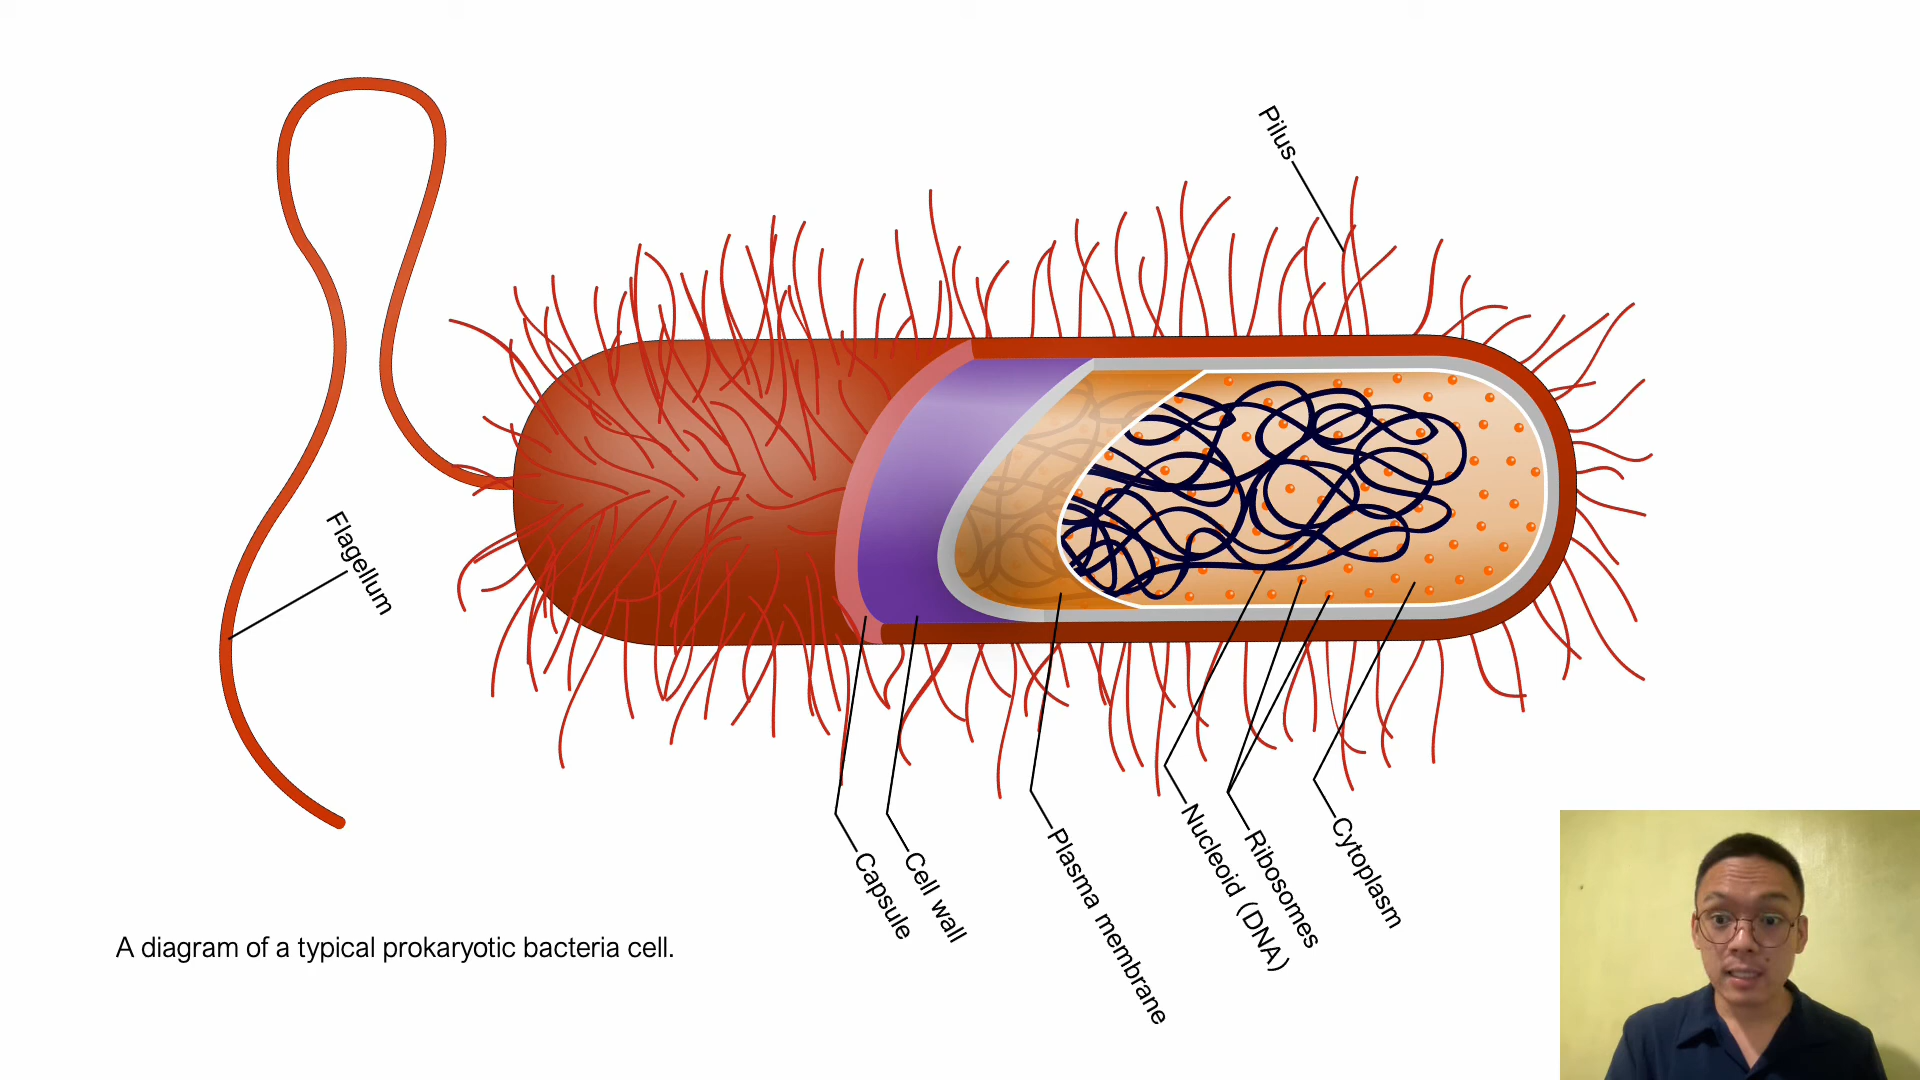 Pilus
Flagellum
Capsule
Cell wall
Plasma membrane
Nucleoid (DNA)
Ribosomes
Cytoplasm
A diagram of a typical prokaryotic bacteria cell.